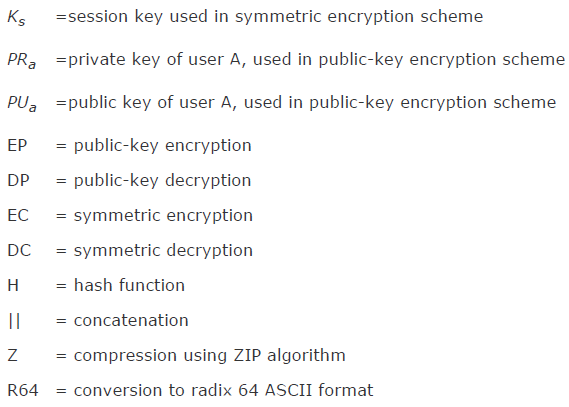 Ks =session key used in symmetric encryption scheme
PRa =private key of user A, used in public-key encryption scheme
PUa =public key of user A, used in public-key encryption scheme
EP = public-key encryption
DP = public-key decryption
EC = symmetric encryption
DC = symmetric decryption
H = hash function
|| = concatenation
Z = compression using ZIP algorithm
R64 = conversion to radix 64 ASCII format